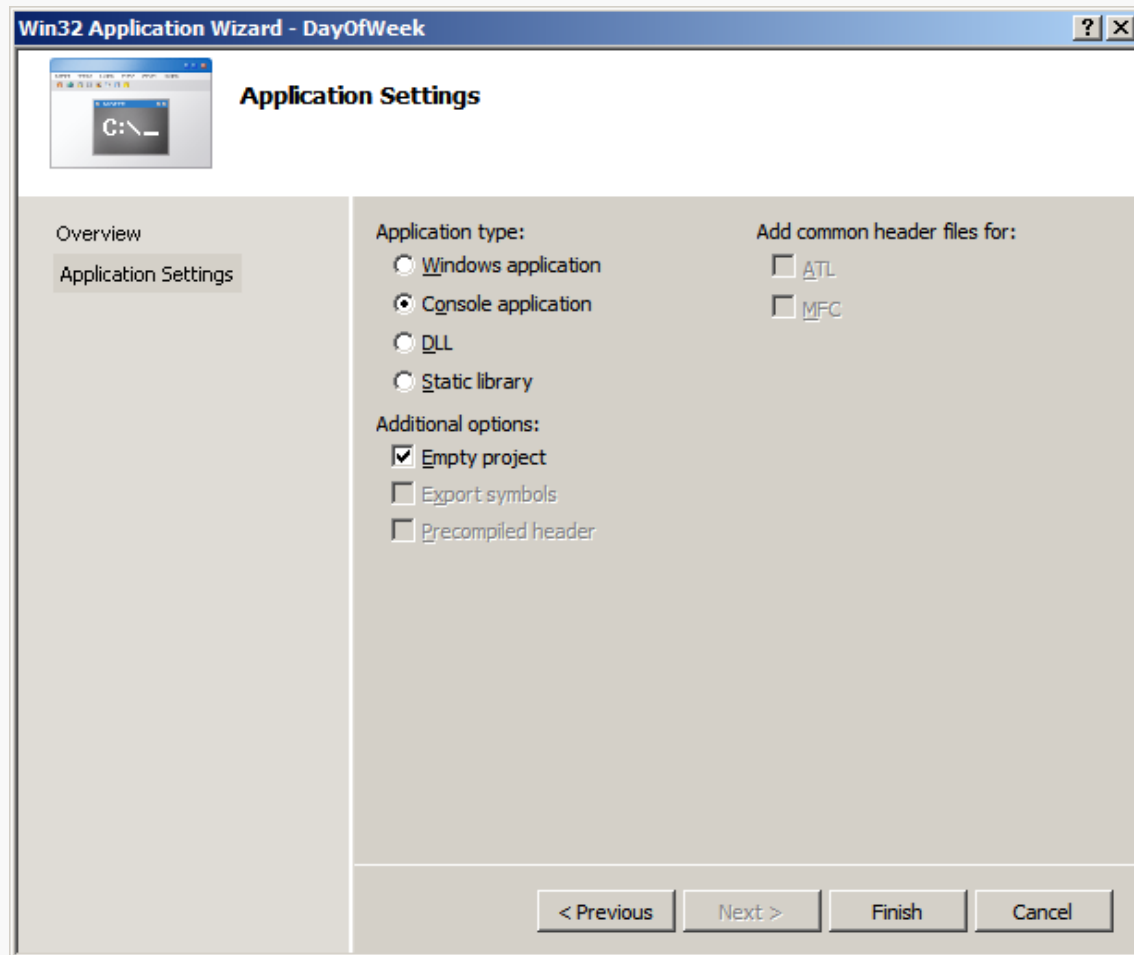 Win32 Application Wizard - DayOfWeek
Application Settings
C:\_
Overview
Application Settings
Application type:
Windows application
Console application
DLL
Static library
Additional options:
Empty project
Export symbols
Precompiled header
Add common header files for:
ATL
MFC
< Previous
Next >
Finish
Cancel